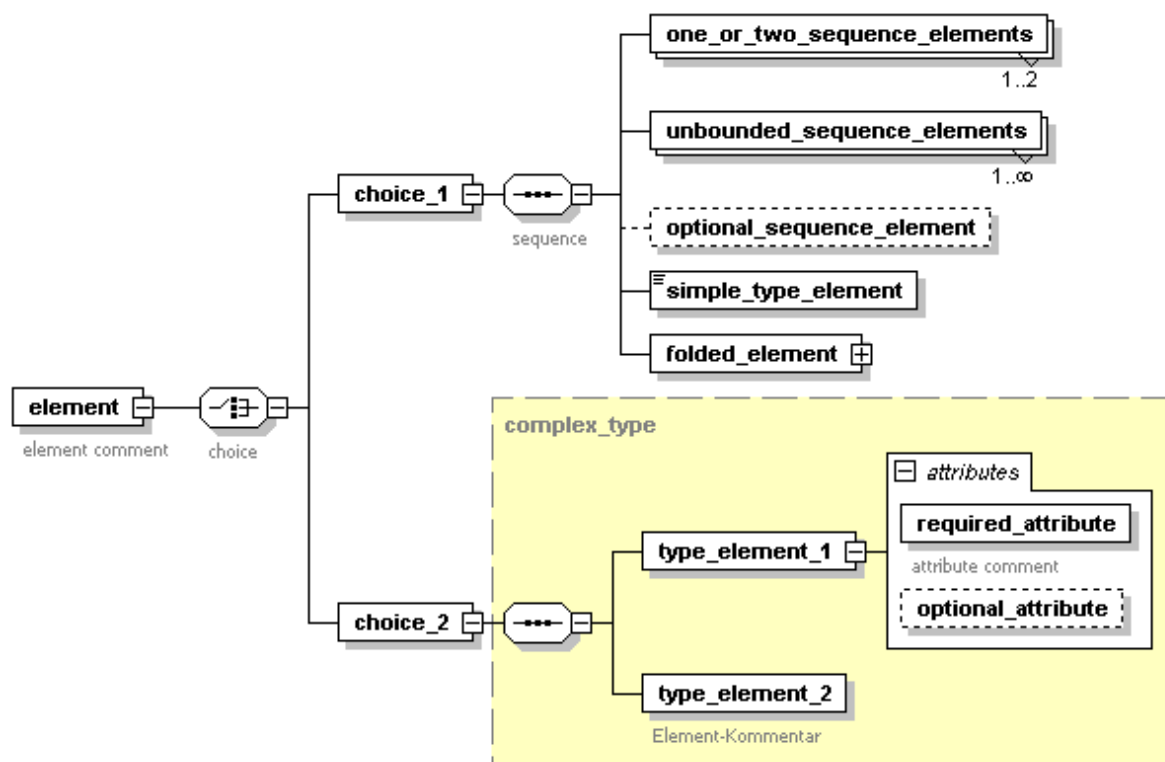 one_or_two_sequence_elements
1..2
unbounded_sequence_elements
1..∞
choice_1
sequence
optional_sequence_element
simple_type_element
folded_element
element
element comment
choice
complex_type
attributes
required_attribute
attribute comment
optional_attribute
type_element_1
choice_2
type_element_2
Element-Kommentar